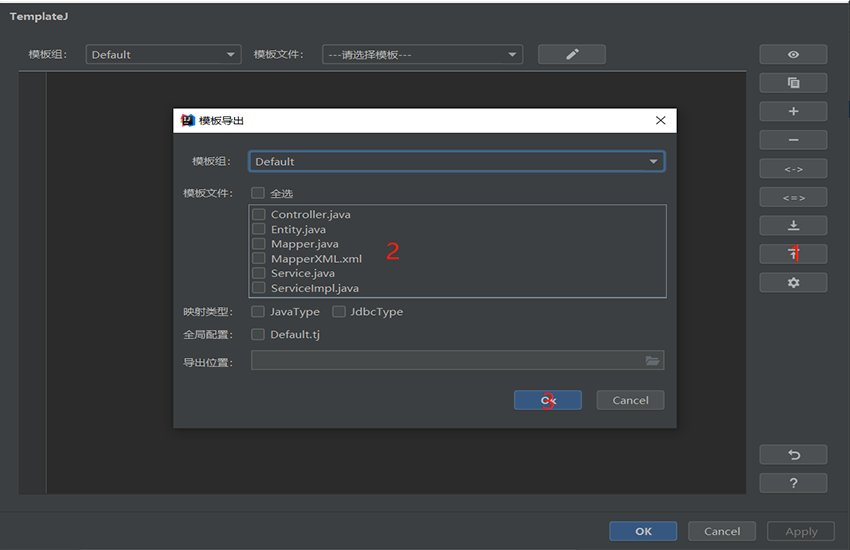 TemplateJ
模板组: Default 模板文件: ---请选择模板---
模板导出
模板组: Default
模板文件: 全选
Controller.java
Entity.java
Mapper.java
MapperXML.xml
Service.java
ServiceImpl.java
2
<->
<=>
1
映射类型: JavaType JdbcType
全局配置: Default.tj
导出位置:
Ok Cancel
3
?
OK Cancel Apply